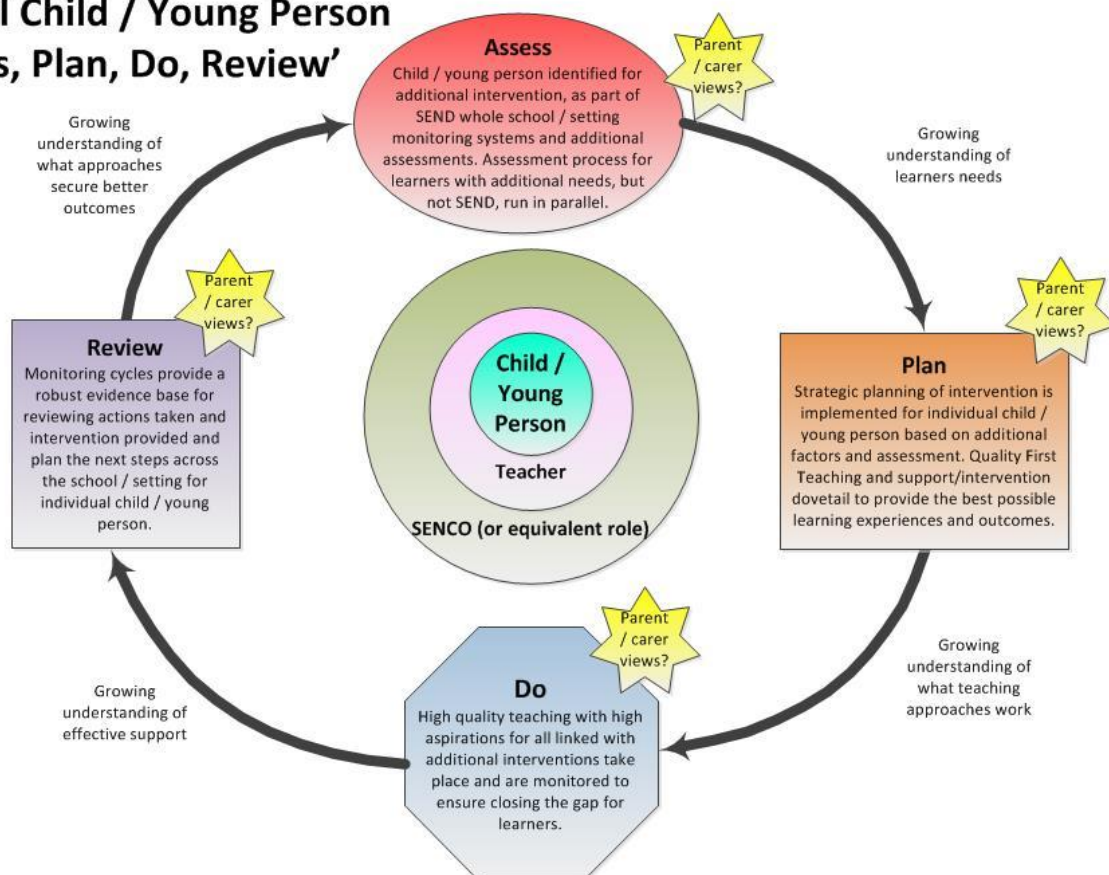 l Child / Young Person
s, Plan, Do, Review’
Assess
Child / young person identified for
additional intervention, as part of
SEND whole school / setting
monitoring systems and additional
assessments. Assessment process for
learners with additional needs, but
not SEND, run in parallel.
Parent
/ carer
views?
Growing
understanding of
learners needs
Parent
/ carer
views?
Plan
Strategic planning of intervention is
implemented for individual child /
young person based on additional
factors and assessment. Quality First
Teaching and support/intervention
dovetail to provide the best possible
learning experiences and outcomes.
Growing
understanding of
what teaching
approaches work
Parent
/ carer
views?
Do
High quality teaching with high
aspirations for all linked with
additional interventions take
place and are monitored to
ensure closing the gap for
learners.
Growing
understanding of
effective support
Parent
/ carer
views?
Review
Monitoring cycles provide a
robust evidence base for
reviewing actions taken and
intervention provided and
plan the next steps across
the school / setting for
individual child / young
person.
Growing
understanding of
what approaches
secure better
outcomes
Child /
Young
Person
Teacher
SENCO (or equivalent role)